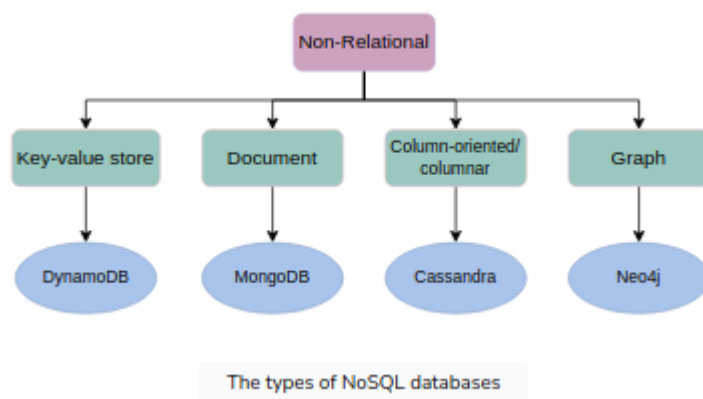 Non-Relational
Key-value store
Document
Column-oriented/
columnar
Graph
DynamoDB
MongoDB
Cassandra
Neo4j
The types of NoSQL databases